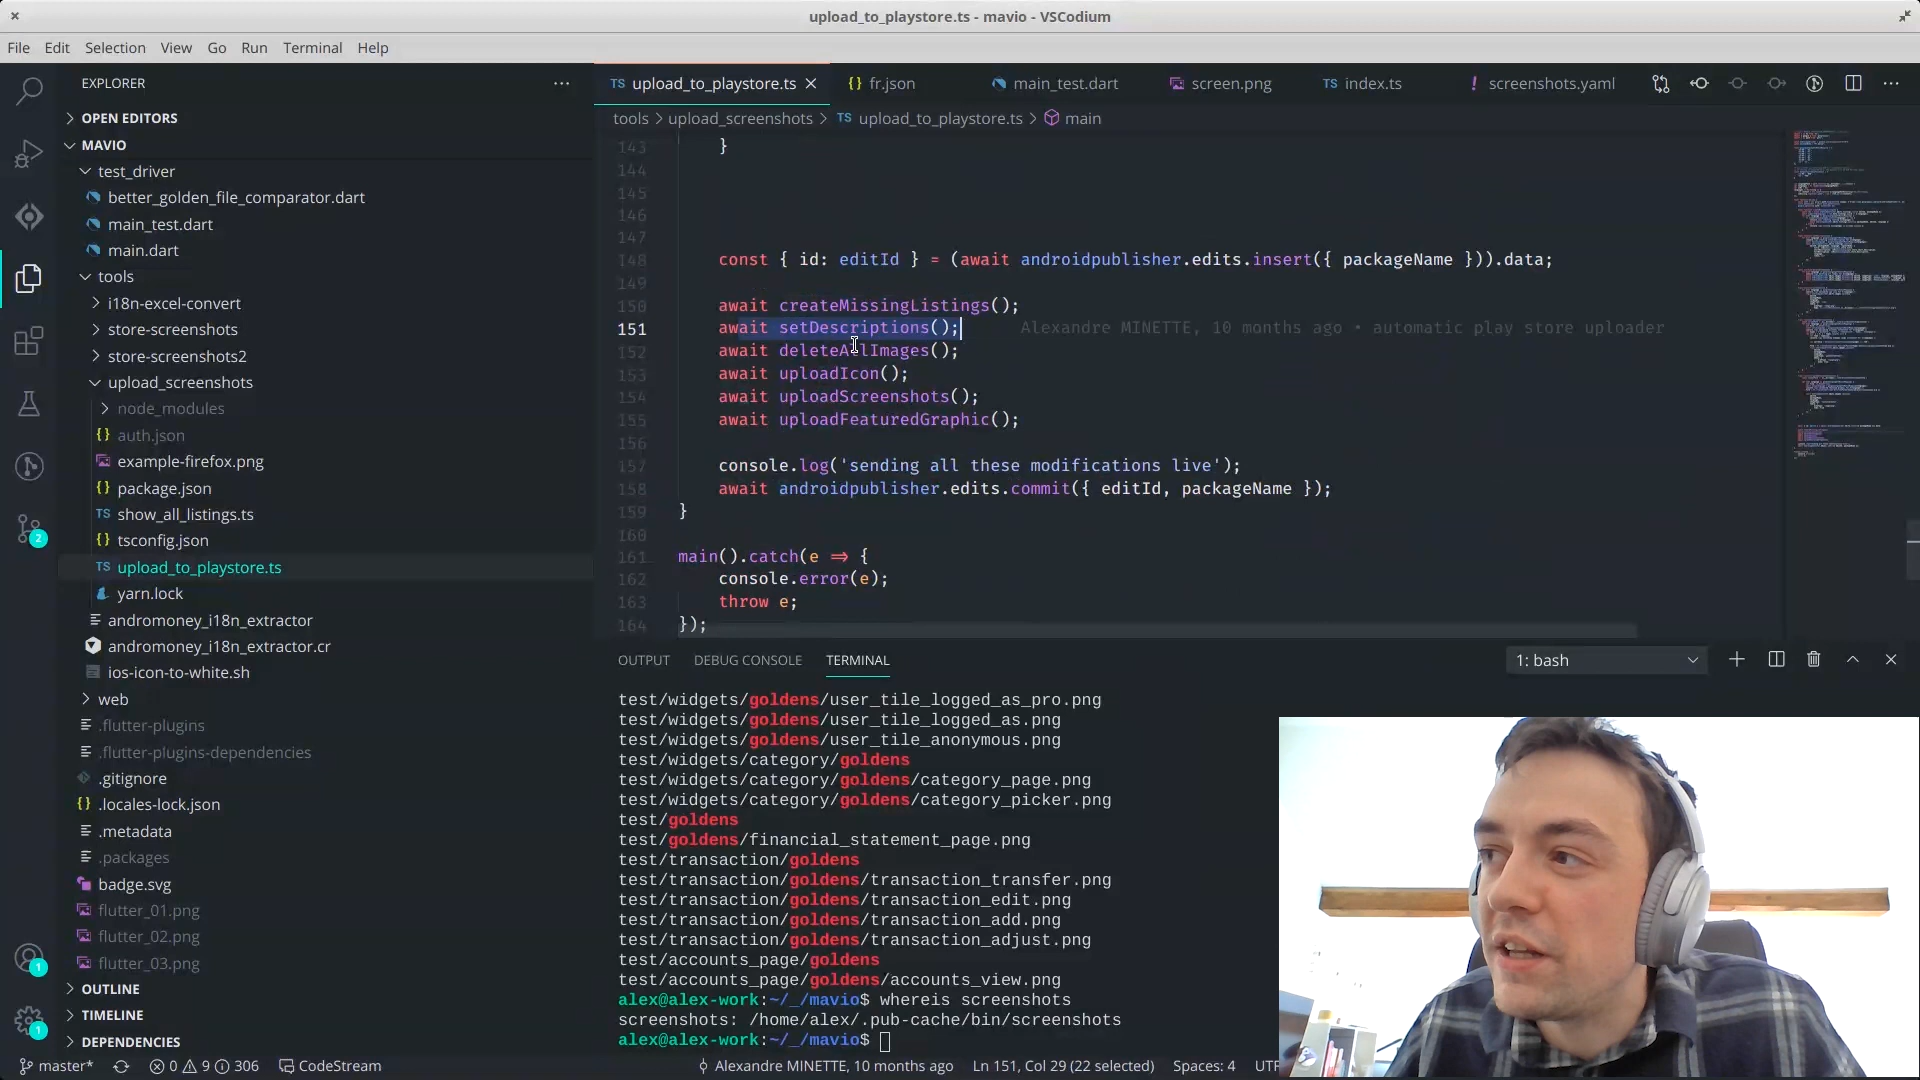 upload_to_playstore.ts - mavio - VSCodium
File Edit Selection View Go Run Terminal Help
EXPLORER
OPEN EDITORS
MAVIO
test_driver
better_golden_file_comparator.dart
main_test.dart
main.dart
tools
i18n-excel-convert
store-screenshots
store-screenshots2
upload_screenshots
node_modules
auth.json
example-firefox.png
package.json
show_all_listings.ts
tsconfig.json
TS upload_to_playstore.ts
yarn.lock
andromoney_i18n_extractor
andromoney_i18n_extractor.cr
ios-icon-to-white.sh
web
.flutter-plugins
.flutter-plugins-dependencies
.gitignore
.locales-lock.json
.metadata
.packages
badge.svg
flutter_01.png
flutter_02.png
flutter_03.png
OUTLINE
TIMELINE
DEPENDENCIES
TS upload_to_playstore.ts {} fr.json main_test.dart screen.png TS index.ts ! screenshots.yaml
tools > upload_screenshots > TS upload_to_playstore.ts > main
143 }
144
145
146
147
148 const { id: editId } = (await androidpublisher.edits.insert({ packageName })).data;
149
150 await createMissingListings();
151 await setDescriptions(); Alexandre MINETTE, 10 months ago • automatic play store uploader
152 await deleteAllImages();
153 await uploadIcon();
154 await uploadScreenshots();
155 await uploadFeaturedGraphic();
156
157 console.log('sending all these modifications live');
158 await androidpublisher.edits.commit({ editId, packageName });
159 }
160
161 main().catch(e => {
162 console.error(e);
163 throw e;
164 });
OUTPUT DEBUG CONSOLE TERMINAL 1: bash
test/widgets/goldens/user_tile_logged_as_pro.png
test/widgets/goldens/user_tile_logged_as.png
test/widgets/goldens/user_tile_anonymous.png
test/widgets/category/goldens
test/widgets/category/goldens/category_page.png
test/widgets/category/goldens/category_picker.png
test/goldens
test/goldens/financial_statement_page.png
test/transaction/goldens
test/transaction/goldens/transaction_transfer.png
test/transaction/goldens/transaction_edit.png
test/transaction/goldens/transaction_add.png
test/transaction/goldens/transaction_adjust.png
test/accounts_page/goldens
test/accounts_page/goldens/accounts_view.png
alex@alex-work:~/_/mavio$ whereis screenshots
screenshots: /home/alex/.pub-cache/bin/screenshots
alex@alex-work:~/_/mavio$
2
1
1
master* 0 9 306 CodeStream Alexandre MINETTE, 10 months ago Ln 151, Col 29 (22 selected) Spaces: 4 UTF